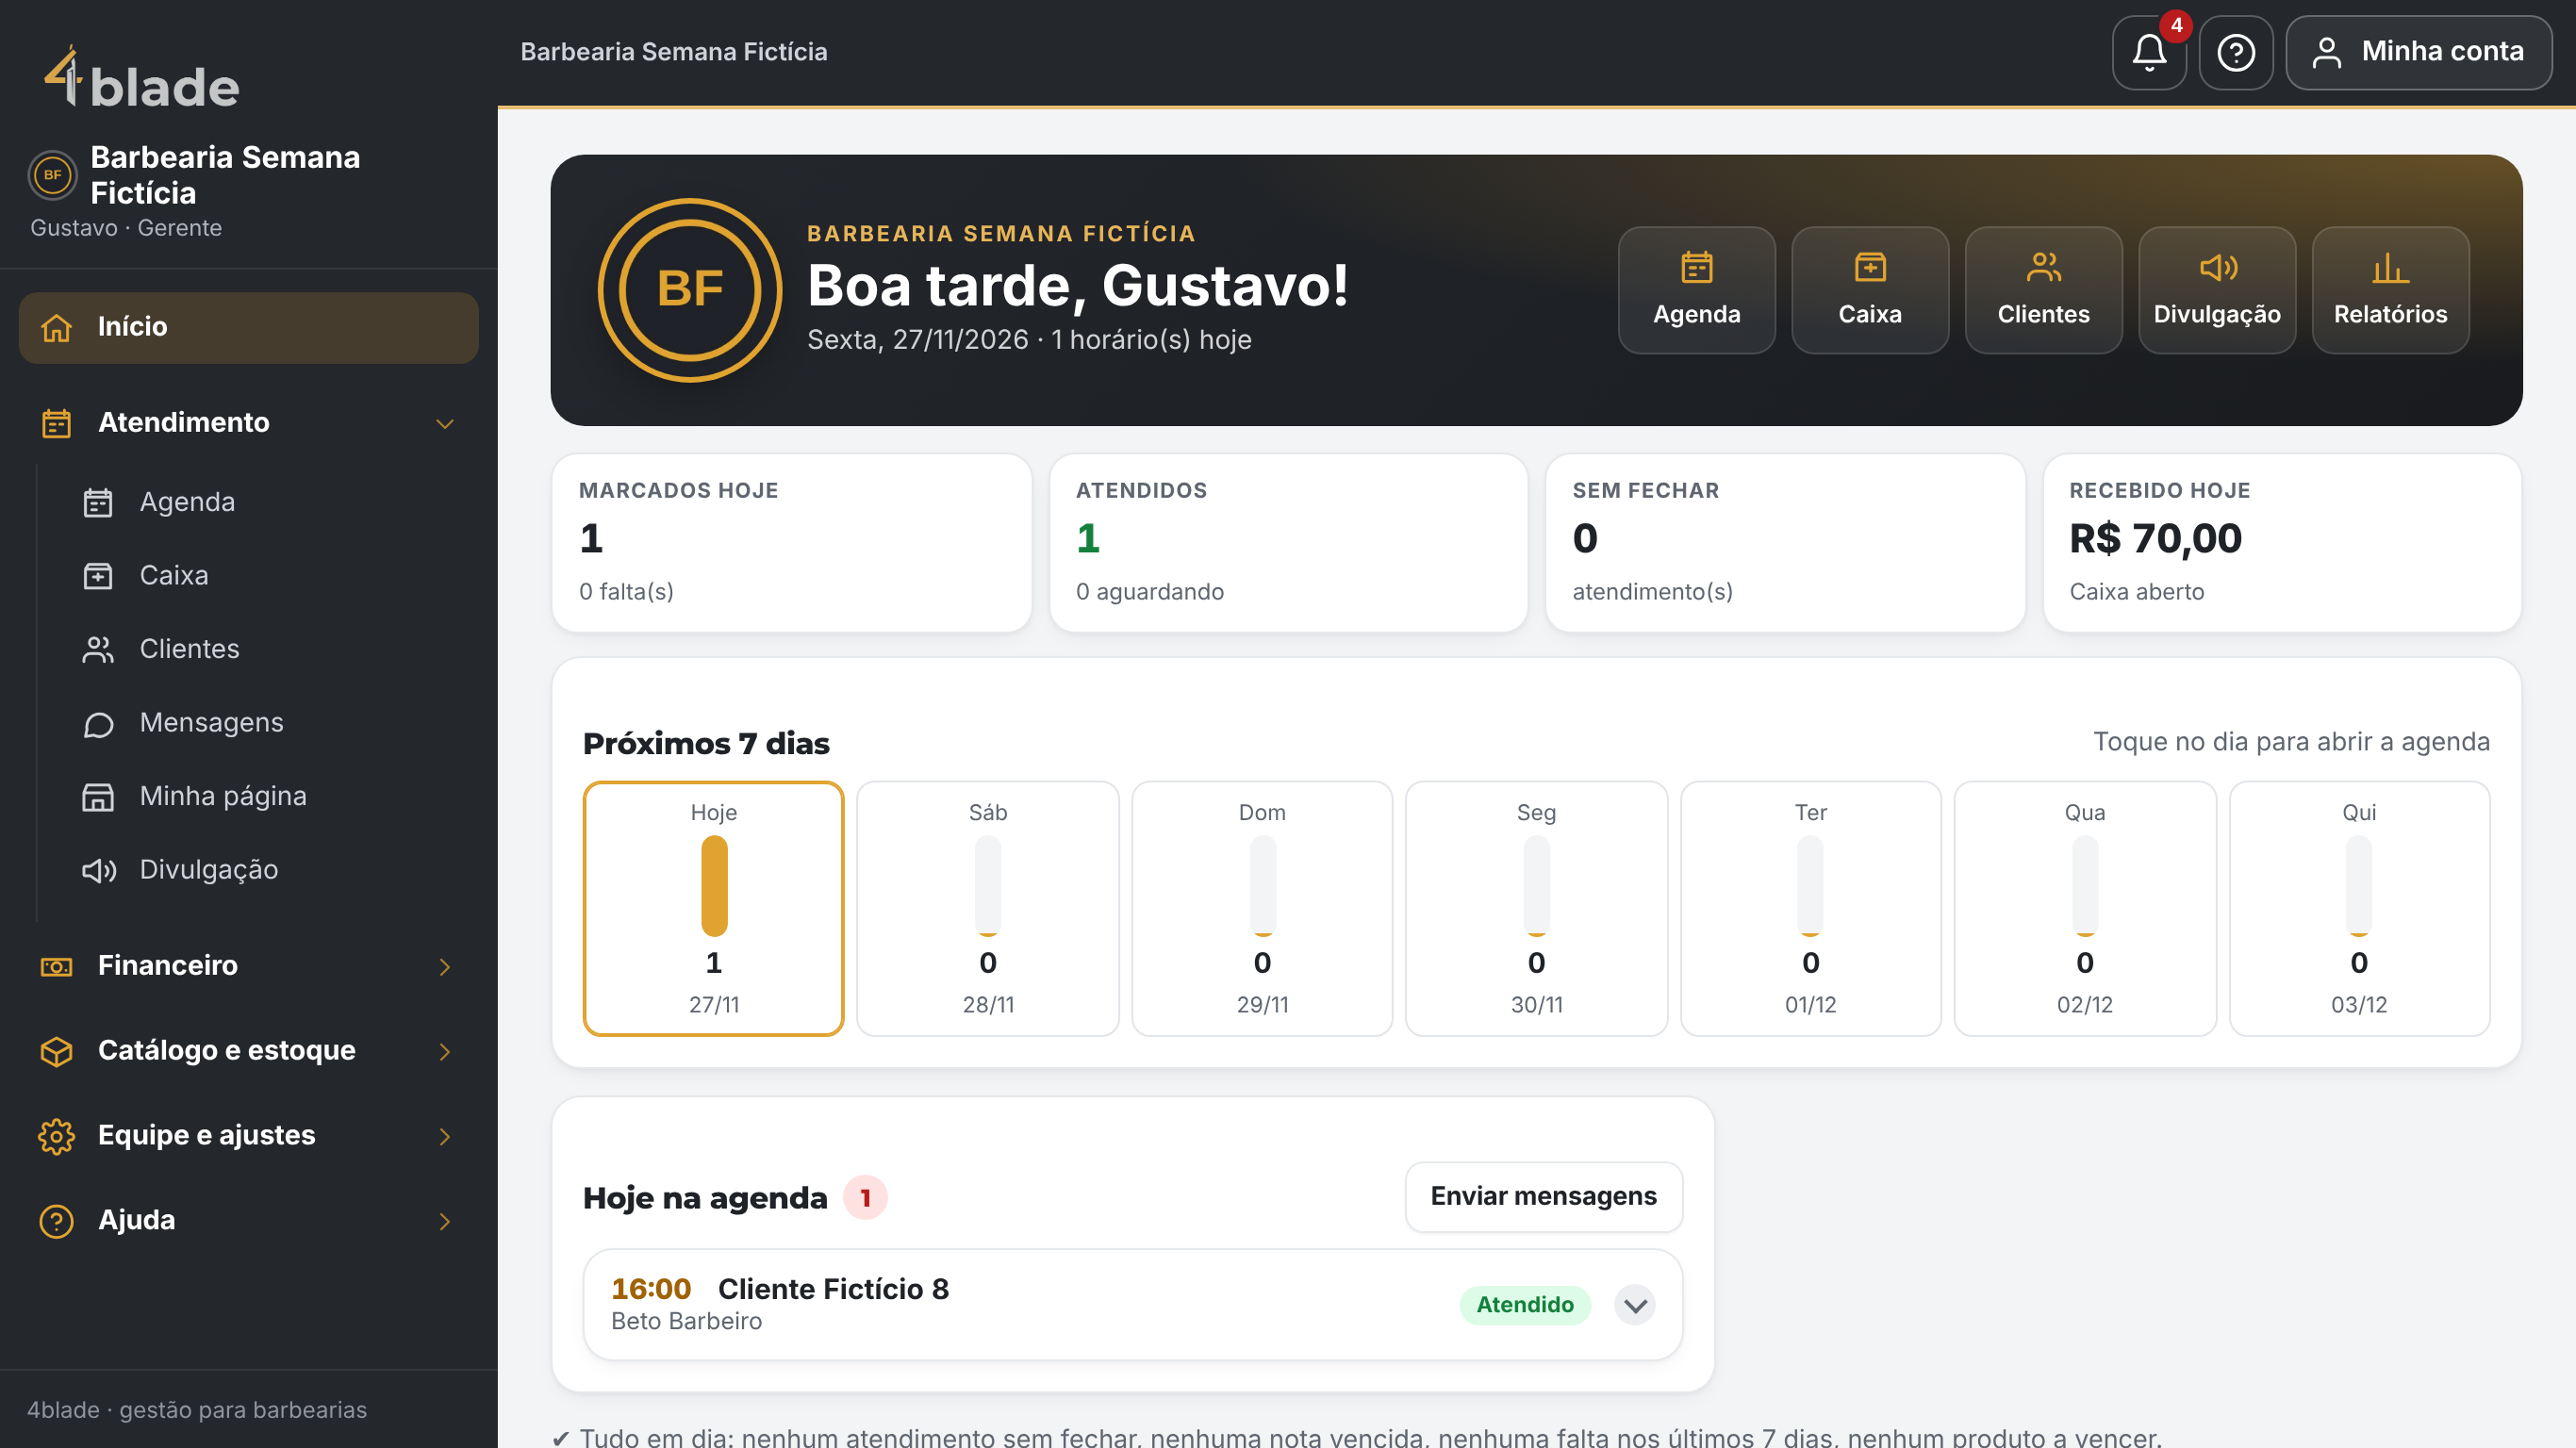 4blade
BF
Barbearia Semana
Fictícia
Gustavo · Gerente
Início
Atendimento
Agenda
Caixa
Clientes
Mensagens
Minha página
Divulgação
Financeiro
Catálogo e estoque
Equipe e ajustes
Ajuda
4blade · gestão para barbearias
Barbearia Semana Fictícia
4
Minha conta
BF
BARBEARIA SEMANA FICTÍCIA
Boa tarde, Gustavo!
Sexta, 27/11/2026 · 1 horário(s) hoje
Agenda
Caixa
Clientes
Divulgação
Relatórios
MARCADOS HOJE
1
0 falta(s)
ATENDIDOS
1
0 aguardando
SEM FECHAR
0
atendimento(s)
RECEBIDO HOJE
R$ 70,00
Caixa aberto
Próximos 7 dias
Toque no dia para abrir a agenda
Hoje
1
27/11
Sáb
0
28/11
Dom
0
29/11
Seg
0
30/11
Ter
0
01/12
Qua
0
02/12
Qui
0
03/12
Hoje na agenda 1
Enviar mensagens
16:00 Cliente Fictício 8
Beto Barbeiro
Atendido
✔ Tudo em dia: nenhum atendimento sem fechar, nenhuma nota vencida, nenhuma falta nos últimos 7 dias, nenhum produto a vencer.